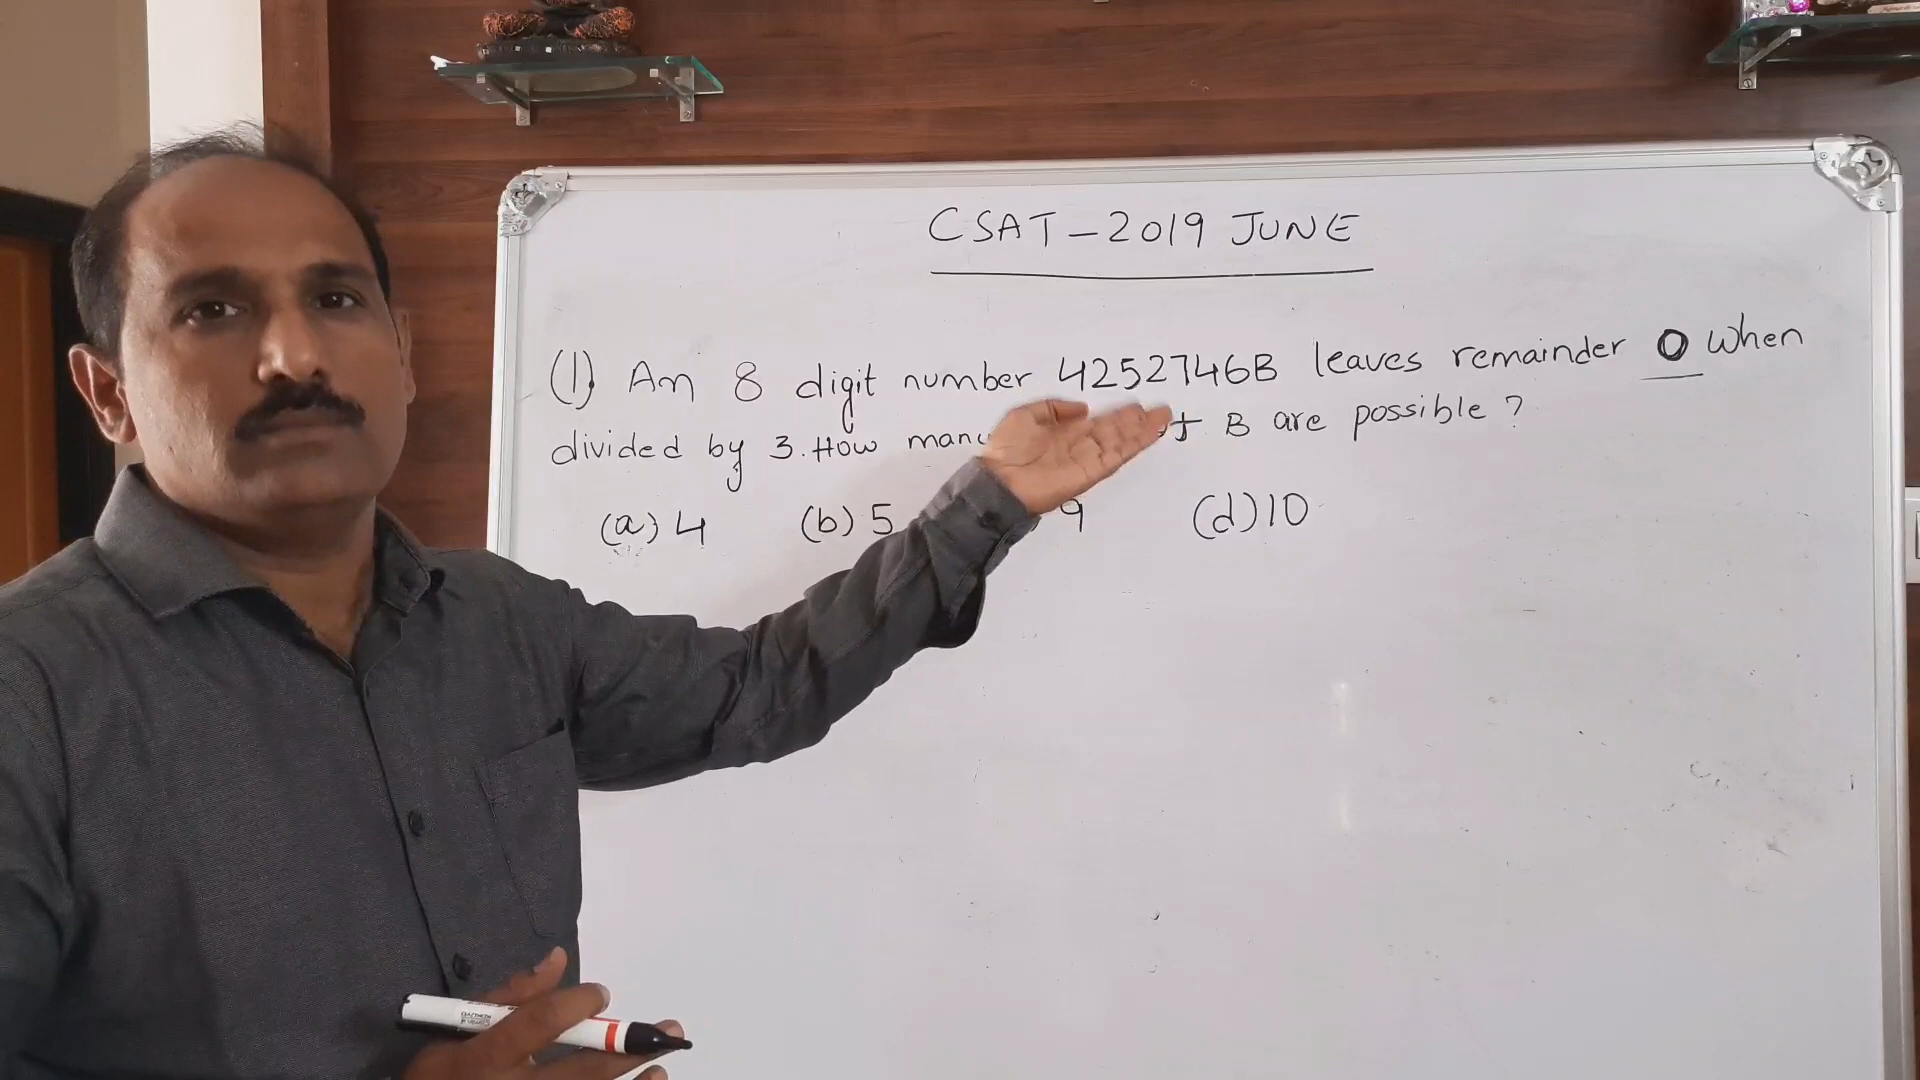 CSAT-2019 JUNE
(1) An 8 digit number 4252746B leaves remainder 0 when
divided by 3. How B are possible ?
(a) 4 (b) 5 9 (d) 10